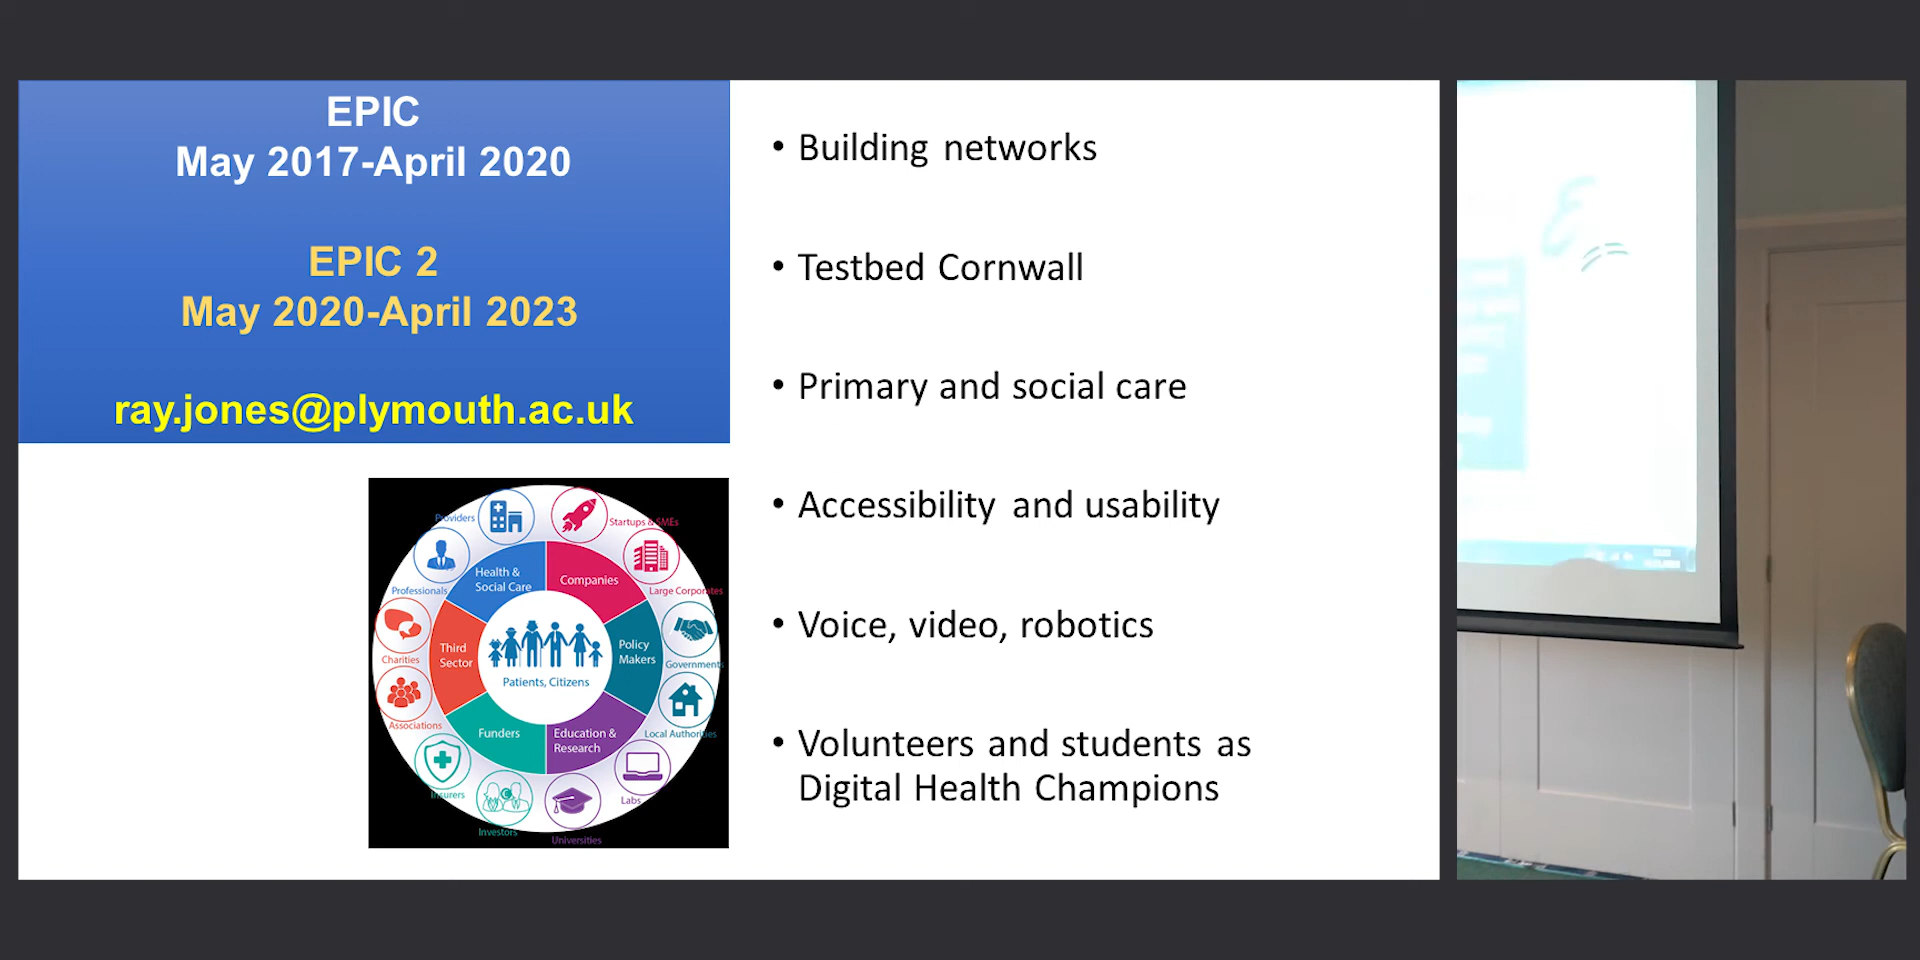 EPIC
May 2017-April 2020
EPIC 2
May 2020-April 2023
ray.jones@plymouth.ac.uk
• Building networks
• Testbed Cornwall
• Primary and social care
• Accessibility and usability
• Voice, video, robotics
• Volunteers and students as
Digital Health Champions
Providers
Startups & SMEs
Professionals
Health &
Social Care
Companies
Large Corporates
Third
Sector
Policy
Makers
Charities
Governments
Patients, Citizens
Associations
Funders
Education &
Research
Local Authorities
Insurers
Labs
Investors
Universities